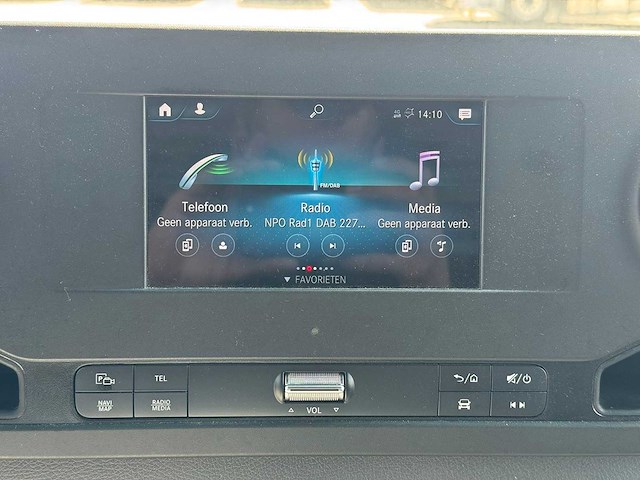 14:10
FM/DAB
Telefoon
Geen apparaat verb.
Radio
NPO Rad1 DAB 227...
Media
Geen apparaat verb.
▼ FAVORIETEN
P
TEL
NAVI
MAP
RADIO
MEDIA
△ VOL ▽